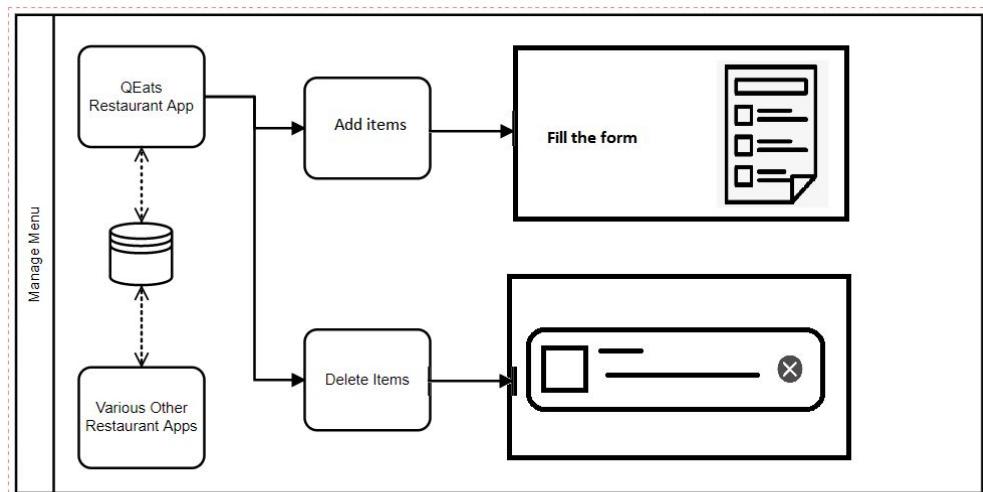 Manage Menu
QEats
Restaurant App
Add items
Fill the form
Delete Items
Various Other
Restaurant Apps